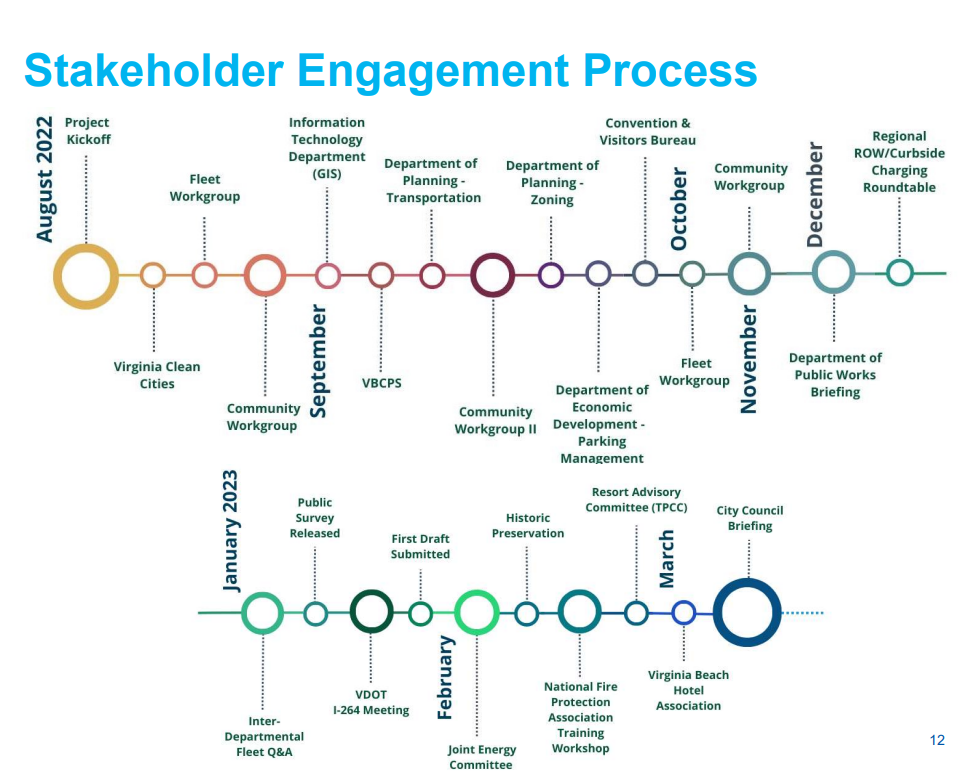 Stakeholder Engagement Process
August 2022
Project
Kickoff
Virginia Clean
Cities
Fleet
Workgroup
Community
Workgroup
September
Information
Technology
Department
(GIS)
VBCPS
Department of
Planning -
Transportation
Community
Workgroup II
Department of
Planning -
Zoning
Department of
Economic
Development -
Parking
Management
Convention &
Visitors Bureau
October
Fleet
Workgroup
November
Community
Workgroup
December
Department of
Public Works
Briefing
Regional
ROW/Curbside
Charging
Roundtable
January 2023
Inter-
Departmental
Fleet Q&A
Public
Survey
Released
VDOT
I-264 Meeting
First Draft
Submitted
February
Joint Energy
Committee
Historic
Preservation
National Fire
Protection
Association
Training
Workshop
Resort Advisory
Committee (TPCC)
March
Virginia Beach
Hotel
Association
City Council
Briefing
12